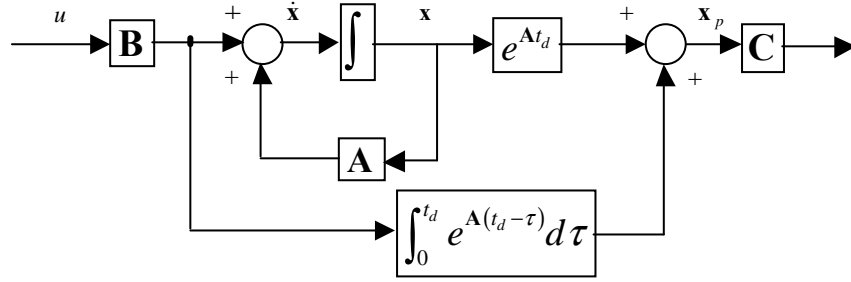 u
B
+
+
ẋ
∫
x
e^{At_d}
+
+
x_p
C
A
∫_0^{t_d} e^{A(t_d−τ)}dτ